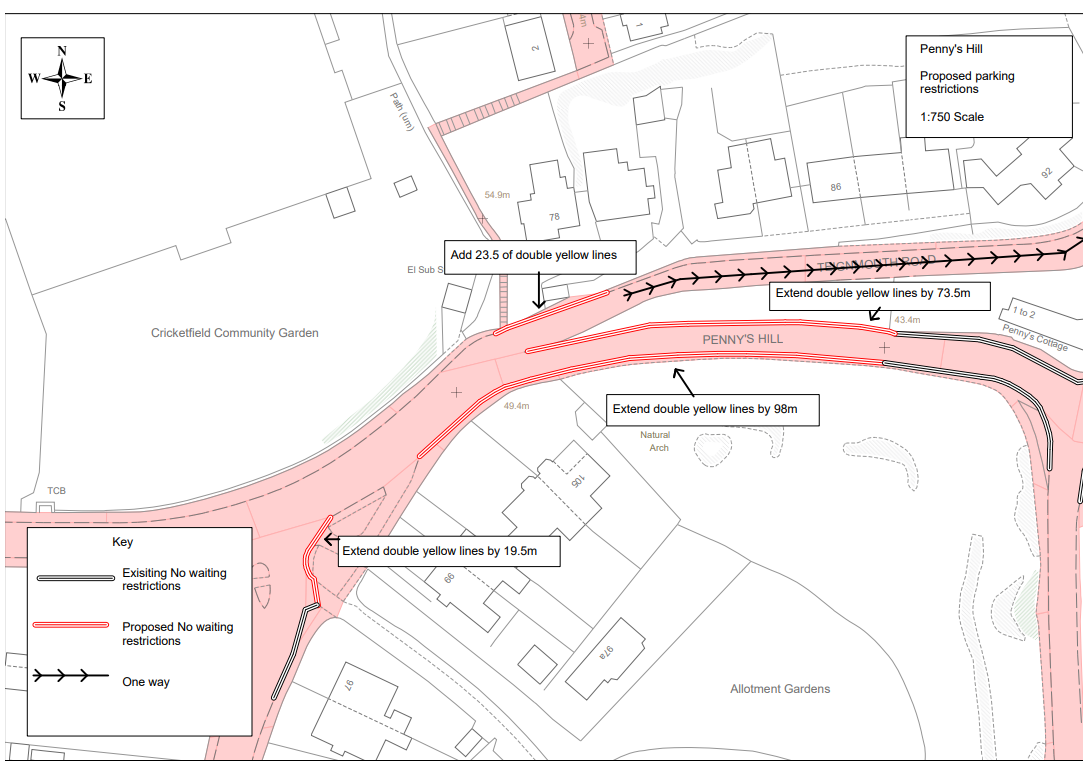 N
W E
S
Penny's Hill
Proposed parking
restrictions
1:750 Scale
2
1
Path (um)
54.9m
78
86
92
Add 23.5 of double yellow lines
El Sub S
TEIGNMOUTH ROAD
Extend double yellow lines by 73.5m
43.4m
1 to 2
Penny's Cottage
Cricketfield Community Garden
PENNY'S HILL
49.4m
Extend double yellow lines by 98m
Natural
Arch
105
TCB
Extend double yellow lines by 19.5m
99
97a
97
Allotment Gardens
Key
Exisiting No waiting
restrictions
Proposed No waiting
restrictions
One way